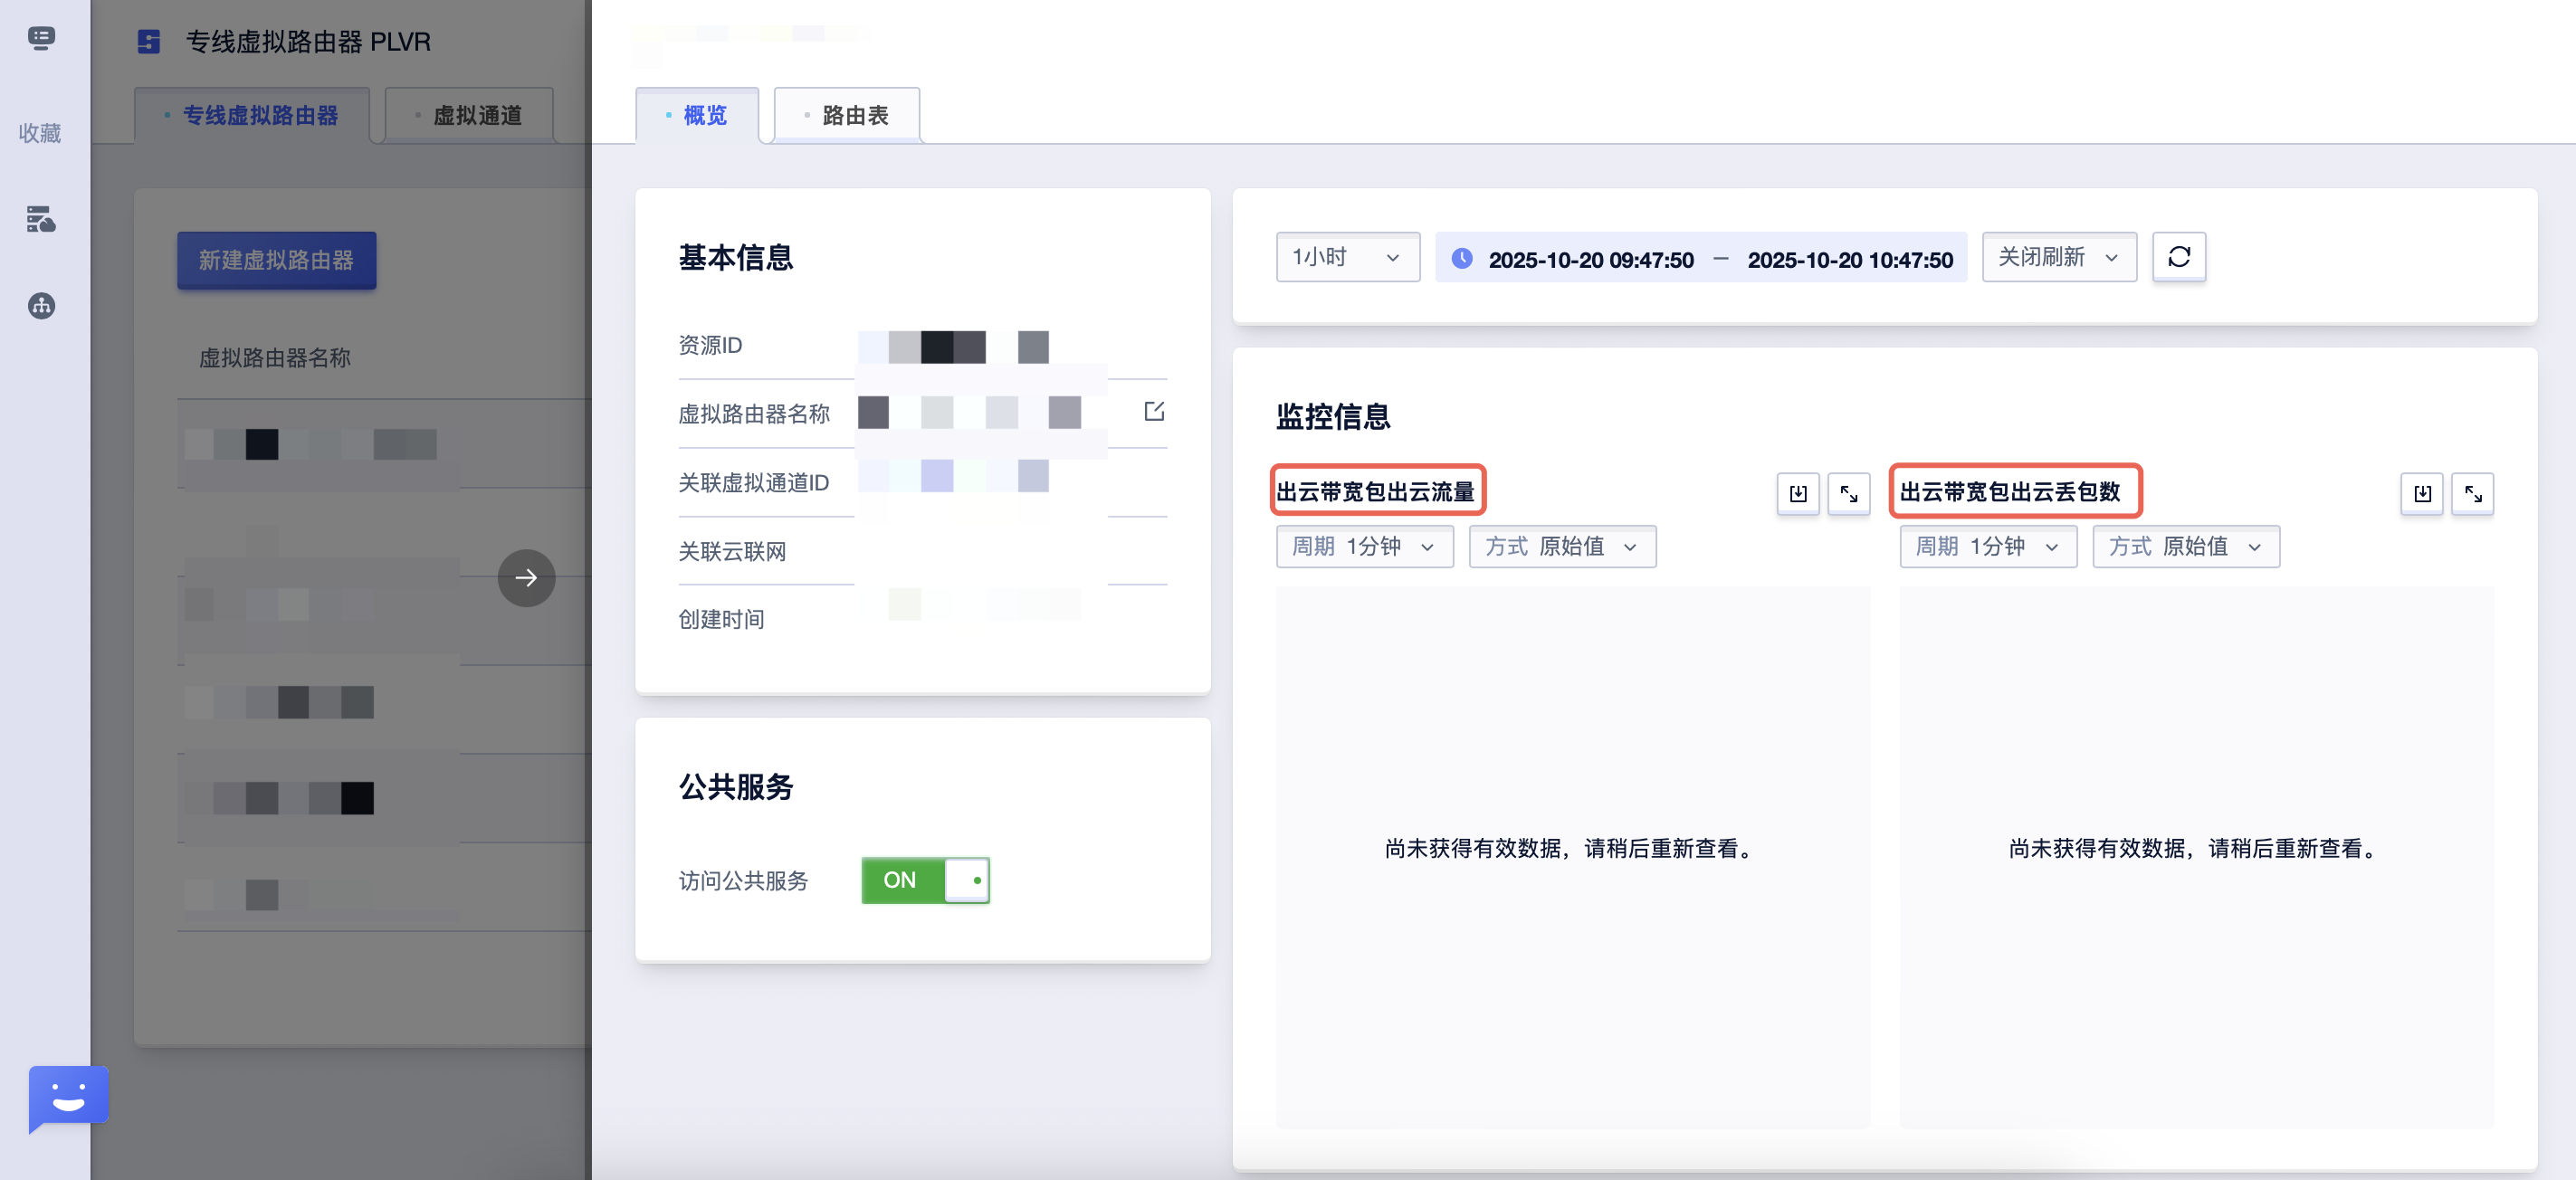 收藏
专线虚拟路由器 PLVR
专线虚拟路由器
虚拟通道
新建虚拟路由器
虚拟路由器名称
概览
路由表
基本信息
资源ID
虚拟路由器名称
关联虚拟通道ID
关联云联网
创建时间
公共服务
访问公共服务
ON
1小时
2025-10-20 09:47:50 – 2025-10-20 10:47:50
关闭刷新
监控信息
出云带宽包出云流量
周期 1分钟
方式 原始值
尚未获得有效数据，请稍后重新查看。
出云带宽包出云丢包数
周期 1分钟
方式 原始值
尚未获得有效数据，请稍后重新查看。